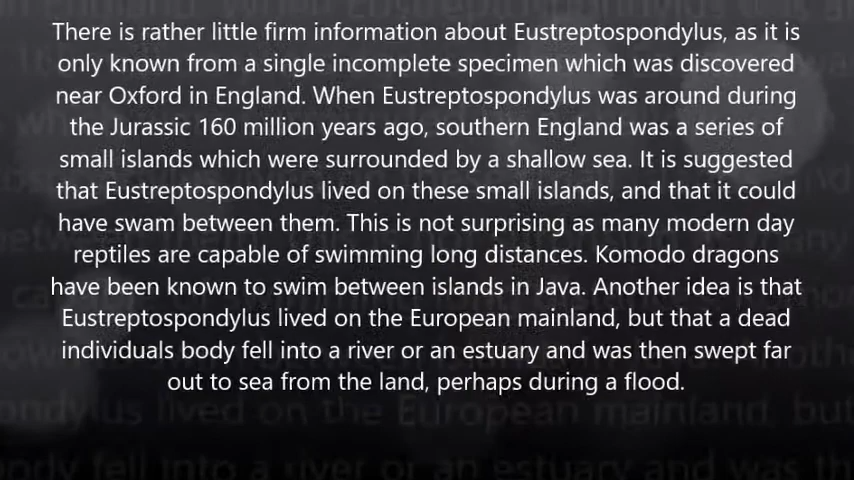 There is rather little firm information about Eustreptospondylus, as it is
only known from a single incomplete specimen which was discovered
near Oxford in England. When Eustreptospondylus was around during
the Jurassic 160 million years ago, southern England was a series of
small islands which were surrounded by a shallow sea. It is suggested
that Eustreptospondylus lived on these small islands, and that it could
have swam between them. This is not surprising as many modern day
reptiles are capable of swimming long distances. Komodo dragons
have been known to swim between islands in Java. Another idea is that
Eustreptospondylus lived on the European mainland, but that a dead
individuals body fell into a river or an estuary and was then swept far
out to sea from the land, perhaps during a flood.